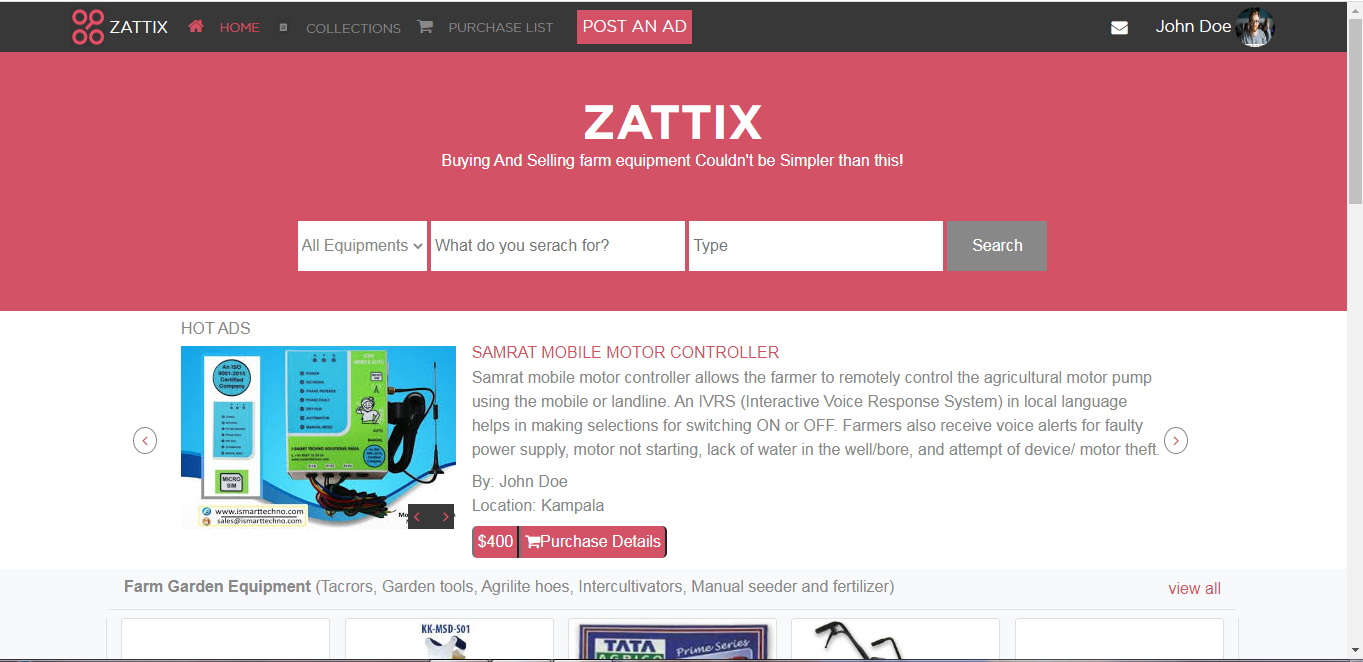 ZATTIX HOME COLLECTIONS PURCHASE LIST POST AN AD John Doe
ZATTIX
Buying And Selling farm equipment Couldn't be Simpler than this!
All Equipments What do you serach for? Type Search
HOT ADS
An ISO
9001:2015
Certified
Company
MICRO
SIM
www.ismarttechno.com
sales@ismarttechno.com
SAMRAT MOBILE MOTOR CONTROLLER
Samrat mobile motor controller allows the farmer to remotely control the agricultural motor pump
using the mobile or landline. An IVRS (Interactive Voice Response System) in local language
helps in making selections for switching ON or OFF. Farmers also receive voice alerts for faulty
power supply, motor not starting, lack of water in the well/bore, and attempt of device/ motor theft.
By: John Doe
Location: Kampala
$400 Purchase Details
Farm Garden Equipment (Tacrors, Garden tools, Agrilite hoes, Intercultivators, Manual seeder and fertilizer) view all
KK-MSD-S01
TATA Prime Series
AGRICO